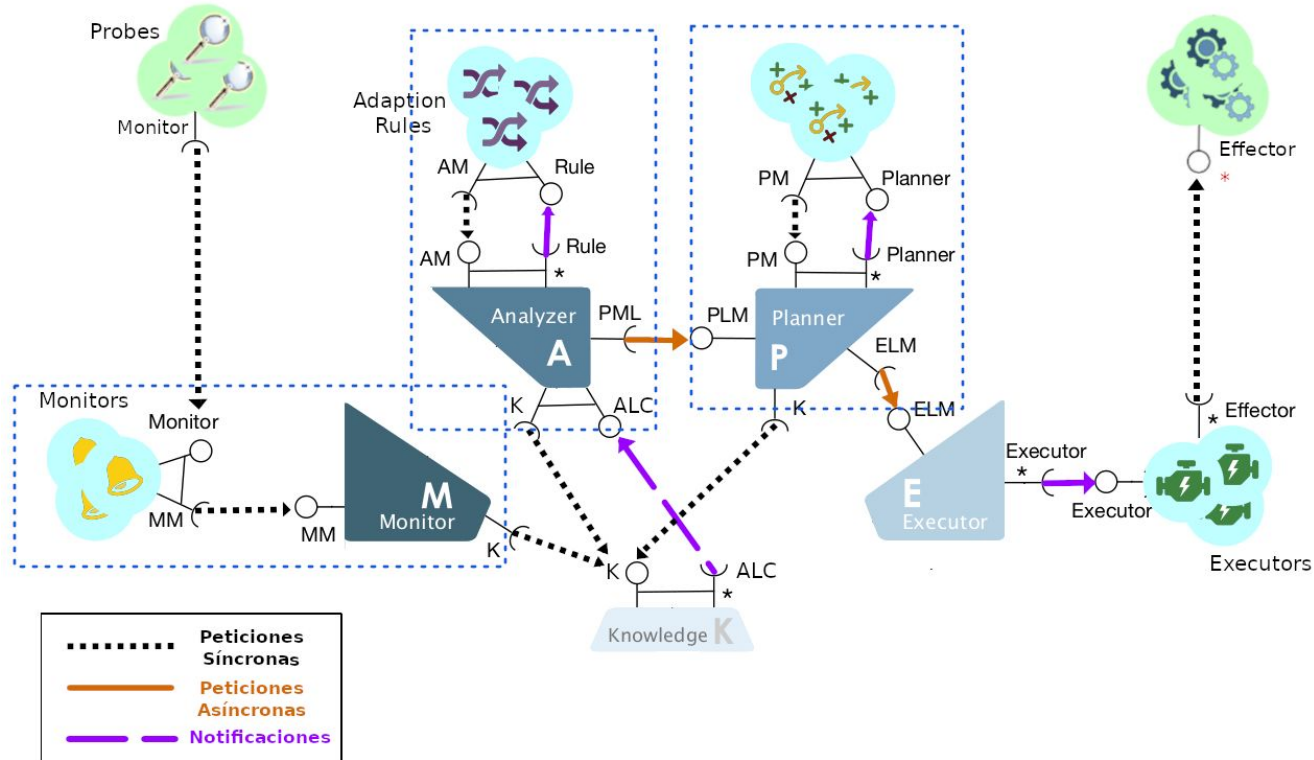 Probes
Monitor
Adaption
Rules
AM
Rule
PM
Planner
Effector
*
AM
Rule
*
PM
Planner
*
Analyzer
A
PML
PLM
Planner
P
ELM
ELM
K
ALC
K
Monitors
Monitor
MM
MM
M
Monitor
K
E
Executor
Executor
*
Executor
* Effector
Executors
K
ALC
*
Knowledge K
Peticiones
Síncronas
Peticiones
Asíncronas
Notificaciones